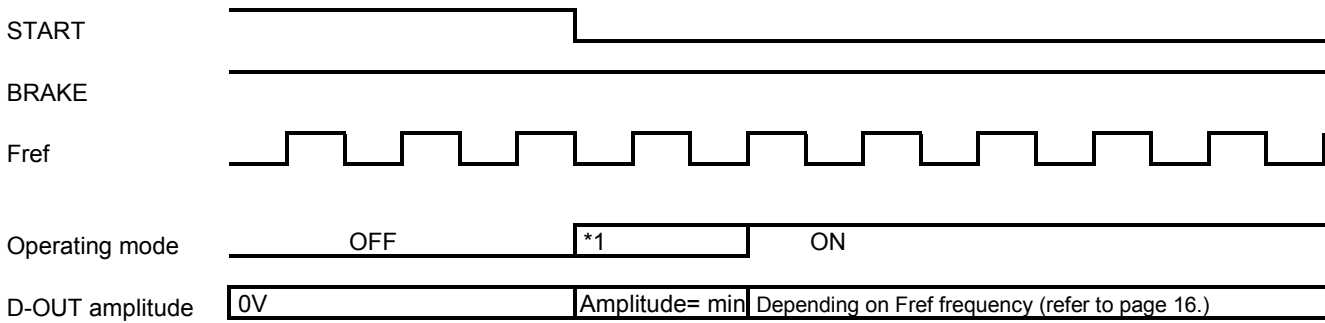 START
BRAKE
Fref
Operating mode OFF *1 ON
D-OUT amplitude 0V Amplitude= min Depending on Fref frequency (refer to page 16.)